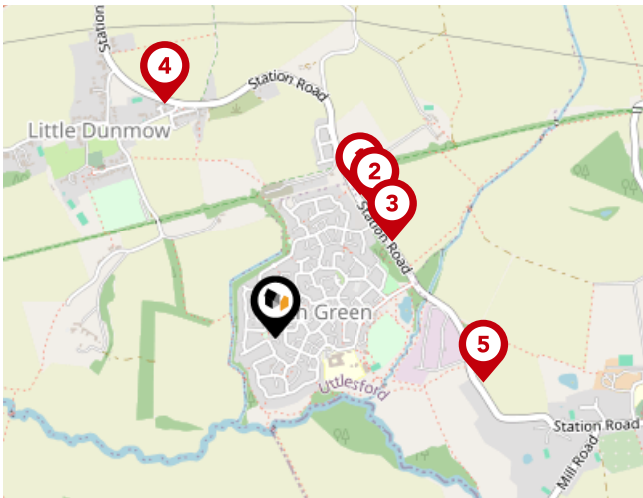 Station
4
Station Road
Little Dunmow
2
3
Station Road
n Green
5
Uttlesford
Station Road
Mill Road